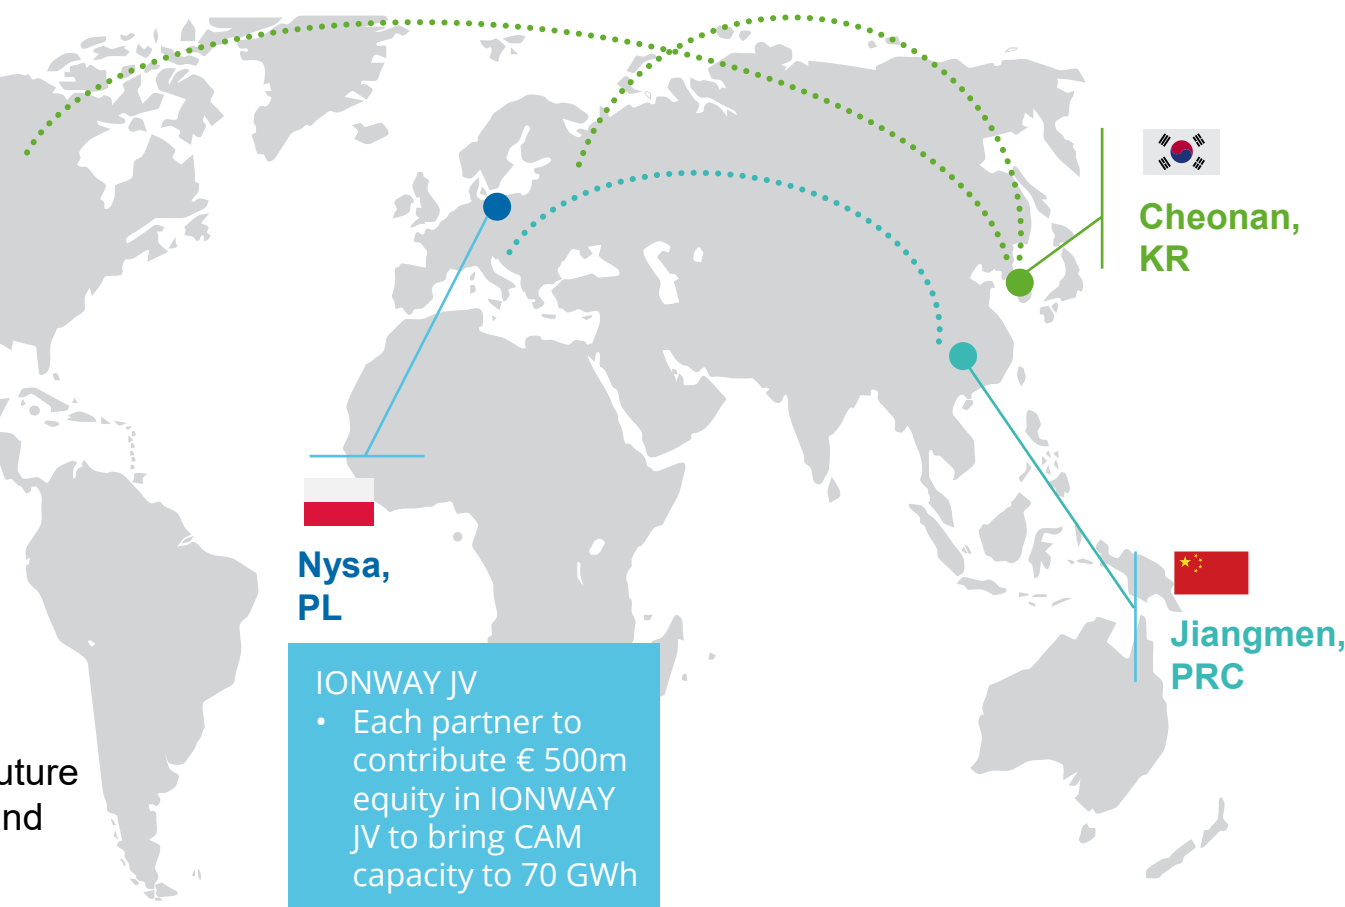 Cheonan,
KR
Nysa,
PL
Jiangmen,
PRC
IONWAY JV
• Each partner to
contribute € 500m
equity in IONWAY
JV to bring CAM
capacity to 70 GWh
uture
nd